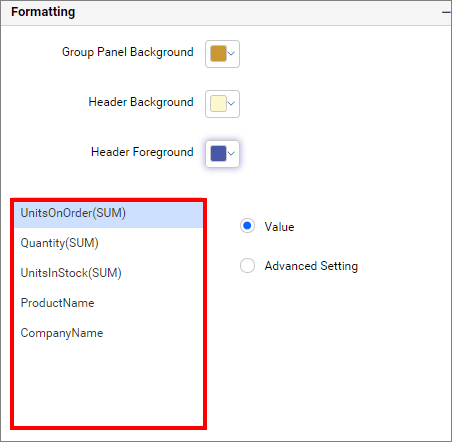 Formatting
Group Panel Background
Header Background
Header Foreground
UnitsOnOrder(SUM)
Quantity(SUM)
UnitsInStock(SUM)
ProductName
CompanyName
Value
Advanced Setting